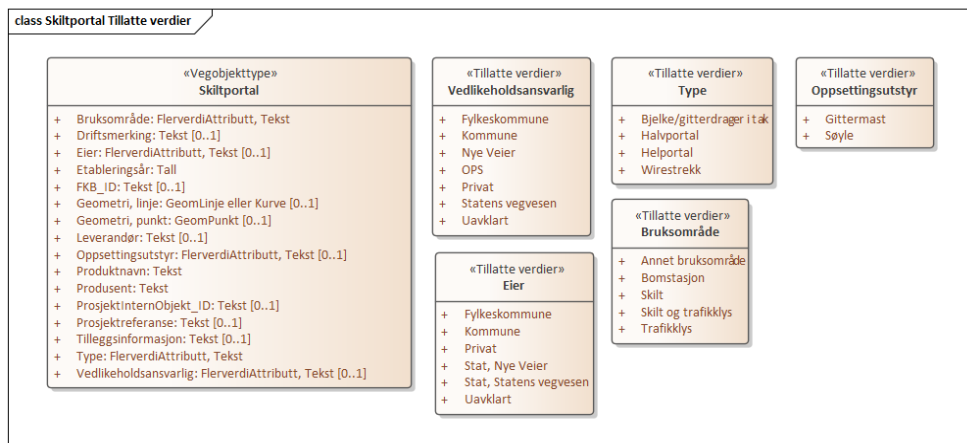 class Skiltportal Tillatte verdier
«Vegobjekttype»
Skiltportal
+ Bruksområde: FlerverdiAttributt, Tekst
+ Driftsmerking: Tekst [0..1]
+ Eier: FlerverdiAttributt, Tekst [0..1]
+ Etableringsår: Tall
+ FKB_ID: Tekst [0..1]
+ Geometri, linje: GeomLinje eller Kurve [0..1]
+ Geometri, punkt: GeomPunkt [0..1]
+ Leverandør: Tekst [0..1]
+ Oppsettingsutstyr: FlerverdiAttributt, Tekst [0..1]
+ Produktnavn: Tekst
+ Produsent: Tekst
+ ProsjektInternObjekt_ID: Tekst [0..1]
+ Prosjektreferanse: Tekst [0..1]
+ Tilleggsinformasjon: Tekst [0..1]
+ Type: FlerverdiAttributt, Tekst
+ Vedlikeholdsansvarlig: FlerverdiAttributt, Tekst [0..1]
«Tillatte verdier»
Vedlikeholdsansvarlig
+ Fylkeskommune
+ Kommune
+ Nye Veier
+ OPS
+ Privat
+ Statens vegvesen
+ Uavklart
«Tillatte verdier»
Eier
+ Fylkeskommune
+ Kommune
+ Privat
+ Stat, Nye Veier
+ Stat, Statens vegvesen
+ Uavklart
«Tillatte verdier»
Type
+ Bjelke/gitterdrager i tak
+ Halvportal
+ Helportal
+ Wirestrekk
«Tillatte verdier»
Bruksområde
+ Annet bruksområde
+ Bomstasjon
+ Skilt
+ Skilt og trafikklys
+ Trafikklys
«Tillatte verdier»
Oppsettingsutstyr
+ Gittermast
+ Søyle